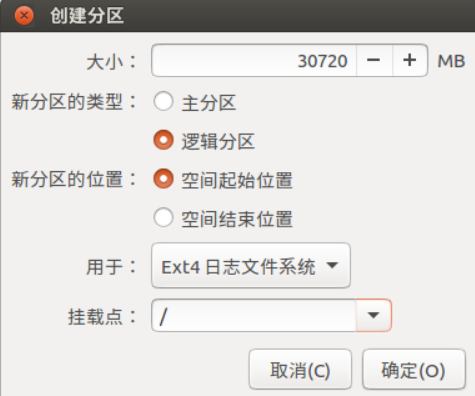 创建分区
大小： 30720 − + MB
新分区的类型： 主分区
逻辑分区
新分区的位置： 空间起始位置
空间结束位置
用于： Ext4 日志文件系统
挂载点： /
取消(C) 确定(O)